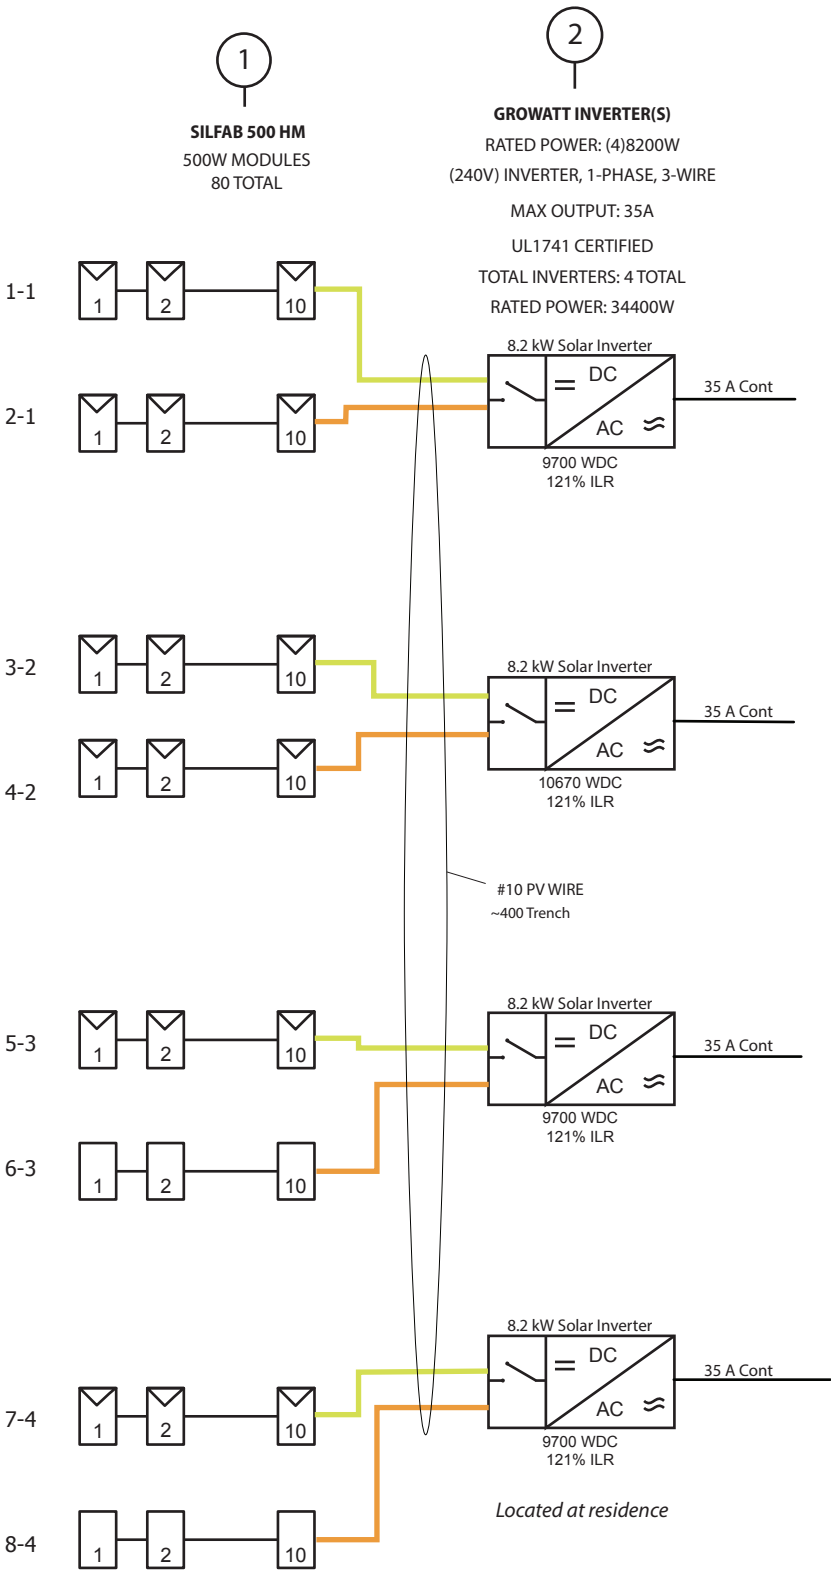 1
SILFAB 500 HM
500W MODULES
80 TOTAL
2
GROWATT INVERTER(S)
RATED POWER: (4)8200W
(240V) INVERTER, 1-PHASE, 3-WIRE
MAX OUTPUT: 35A
UL1741 CERTIFIED
TOTAL INVERTERS: 4 TOTAL
RATED POWER: 34400W
1-1
1 2 10
2-1
1 2 10
8.2 kW Solar Inverter
DC
AC
35 A Cont
9700 WDC
121% ILR
3-2
1 2 10
4-2
1 2 10
8.2 kW Solar Inverter
DC
AC
35 A Cont
10670 WDC
121% ILR
#10 PV WIRE
~400 Trench
5-3
1 2 10
6-3
1 2 10
8.2 kW Solar Inverter
DC
AC
35 A Cont
9700 WDC
121% ILR
7-4
1 2 10
8-4
1 2 10
8.2 kW Solar Inverter
DC
AC
35 A Cont
9700 WDC
121% ILR
Located at residence